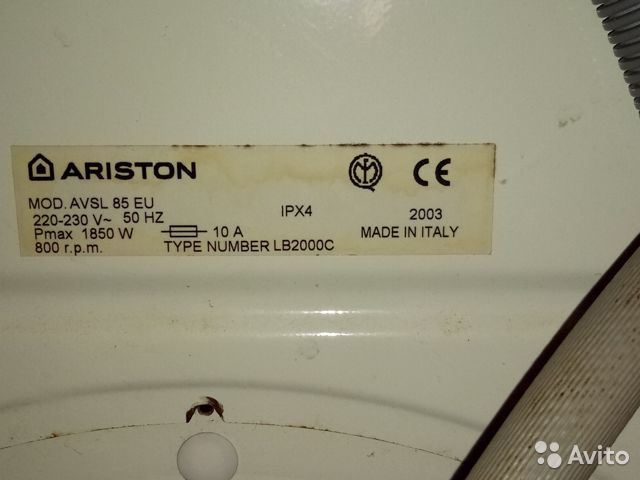 ARISTON
MOD. AVSL 85 EU
220-230 V~ 50 HZ
IPX4
2003
Pmax 1850 W 10 A
MADE IN ITALY
800 r.p.m.
TYPE NUMBER LB2000C
CE
Avito